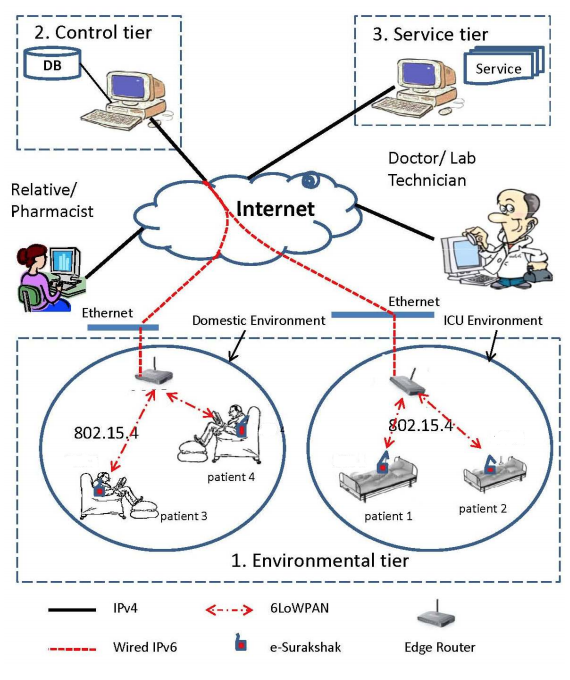 2. Control tier
DB
3. Service tier
Service
Doctor/ Lab
Technician
Relative/
Pharmacist
Internet
Ethernet
Domestic Environment
Ethernet
ICU Environment
802.15.4
802.15.4
patient 4
patient 3
patient 1
patient 2
1. Environmental tier
IPv4
6LoWPAN
Wired IPv6
e-Surakshak
Edge Router